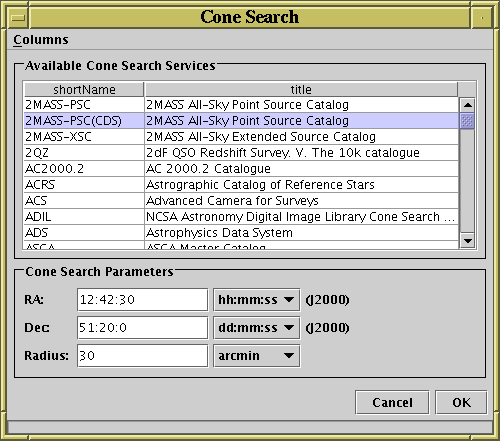 Cone Search
Columns
Available Cone Search Services
shortName title
2MASS-PSC 2MASS All-Sky Point Source Catalog
2MASS-PSC(CDS) 2MASS All-Sky Point Source Catalog
2MASS-XSC 2MASS All-Sky Extended Source Catalog
2QZ 2dF QSO Redshift Survey. V. The 10k catalogue
AC2000.2 AC 2000.2 Catalogue
ACRS Astrographic Catalog of Reference Stars
ACS Advanced Camera for Surveys
ADIL NCSA Astronomy Digital Image Library Cone Search ...
ADS Astrophysics Data System
ASCA ASCA Master Catalog
Cone Search Parameters
RA: 12:42:30 hh:mm:ss (J2000)
Dec: 51:20:0 dd:mm:ss (J2000)
Radius: 30 arcmin
Cancel OK